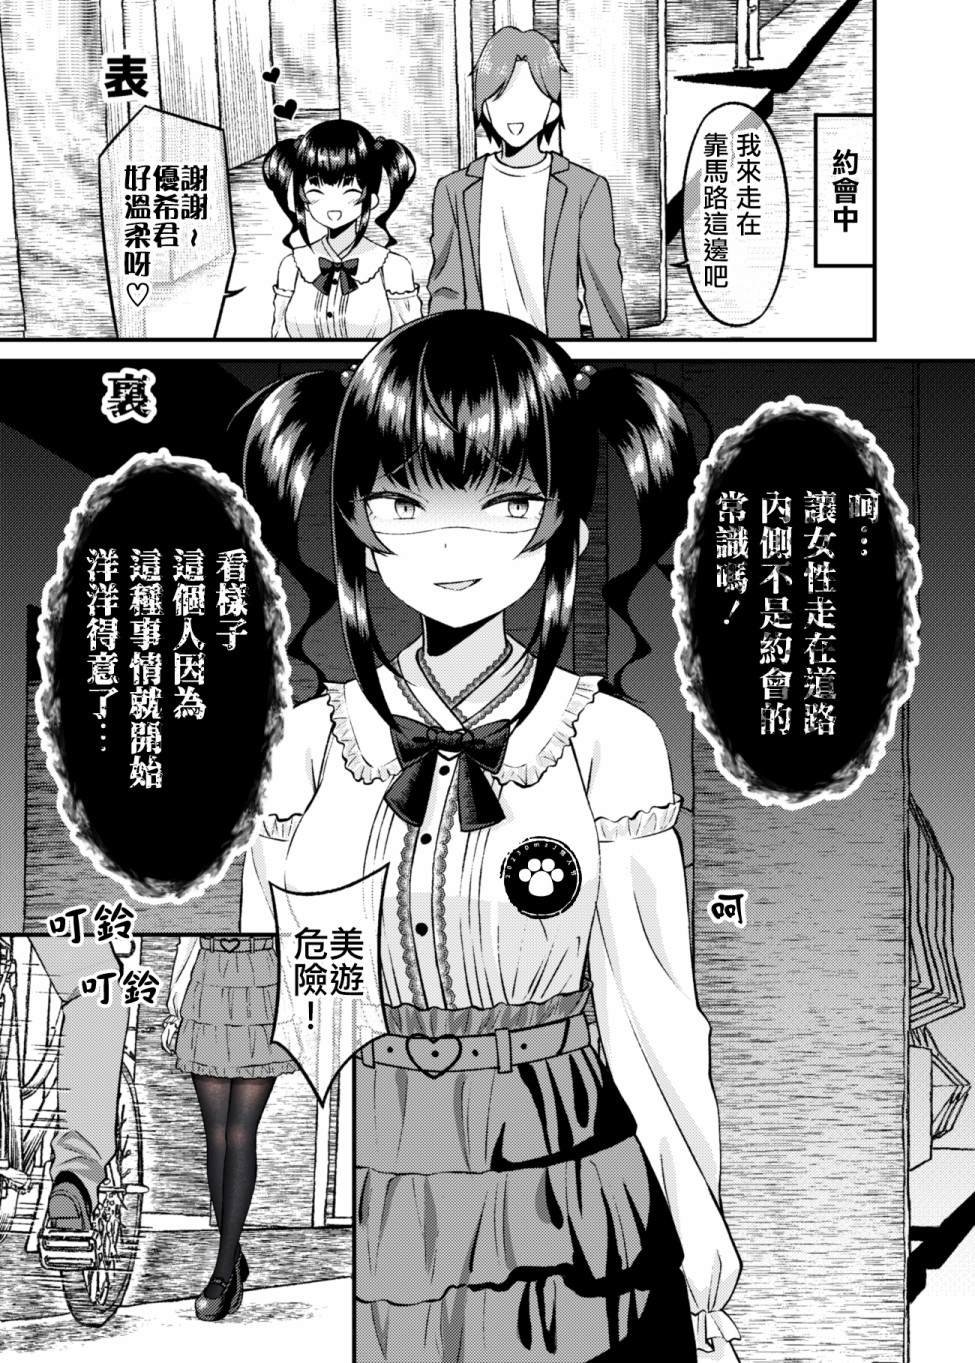 約會中
我來走在
靠馬路這邊吧
表
謝謝~
優希君
好溫柔呀♡
裏
呵…
讓女性走在道路
內側不是約會的
常識嗎！
看樣子
這個人因為
這種事情就開始
洋洋得意了…
呵
叮鈴
叮鈴
美遊
危險！